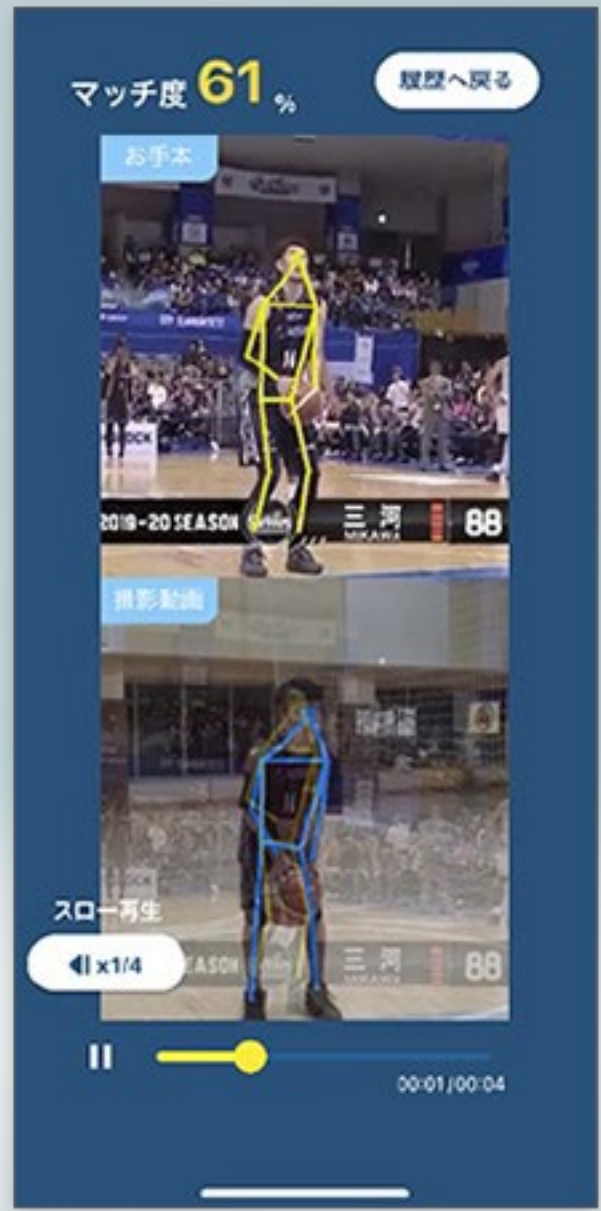 マッチ度 61 %
履歴へ戻る
お手本
2019-20 SEASON
三河
MIKAWA
88
撮影動画
スロー再生
x1/4
EASON
三河
MIKAWA
88
00:01/00:04